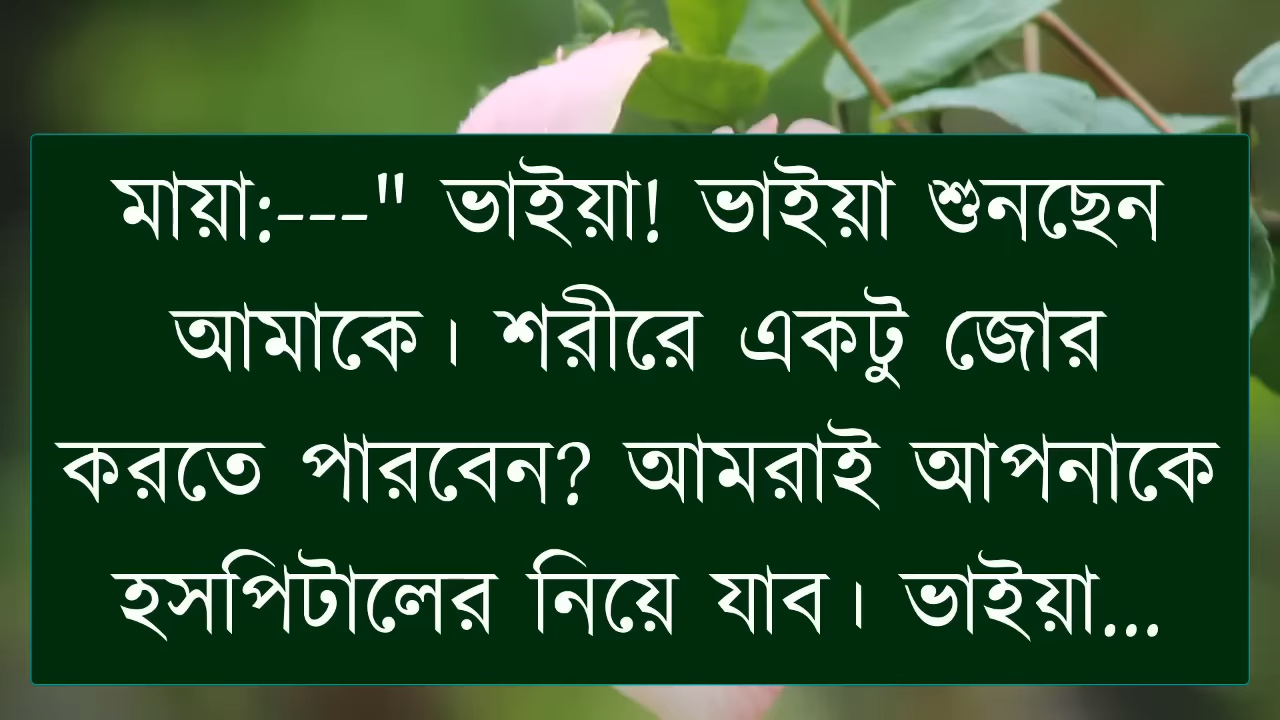 মায়া:---" ভাইয়া! ভাইয়া শুনছেন
আমাকে। শরীরে একটু জোর
করতে পারবেন? আমরাই আপনাকে
হসপিটালের নিয়ে যাব। ভাইয়া...